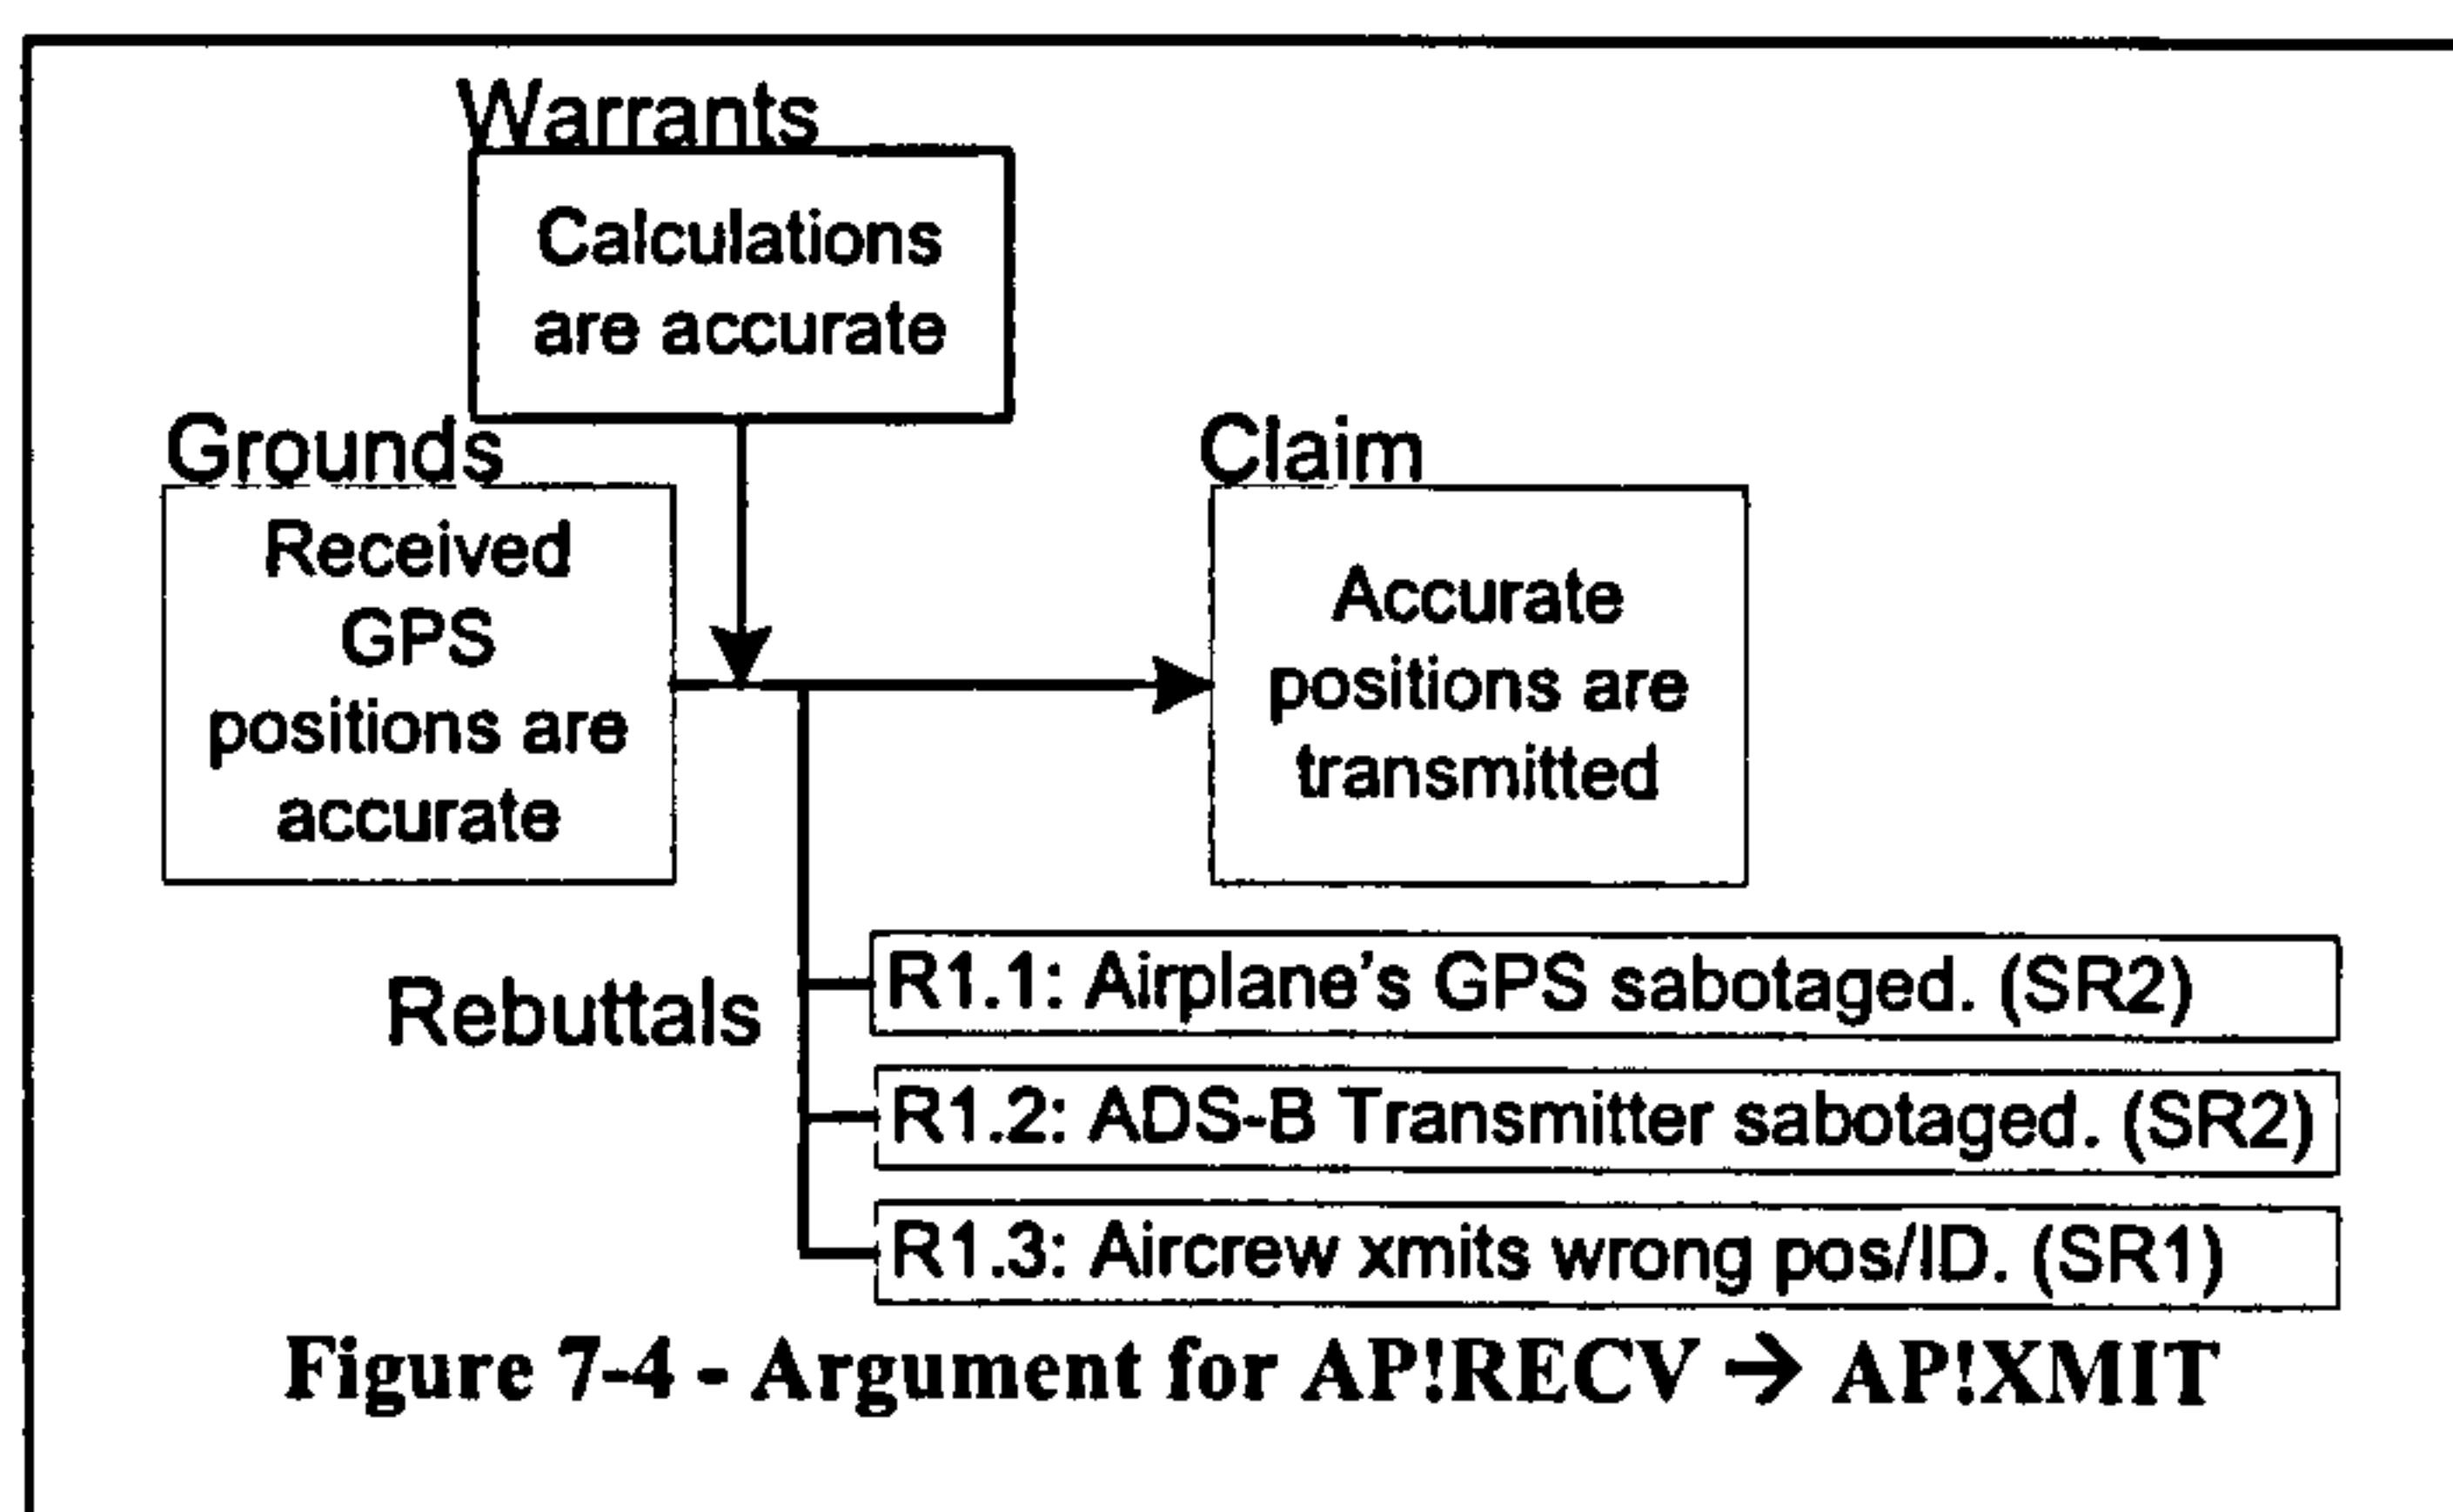 Warrants
Calculations
are accurate
Grounds
Received
GPS
positions are
accurate
Claim
Accurate
positions are
transmitted
Rebuttals
R1.1: Airplane's GPS sabotaged. (SR2)
R1.2: ADS-B Transmitter sabotaged. (SR2)
R1.3: Aircrew xmits wrong pos/ID. (SR1)
Figure 7-4 - Argument for AP!RECV → AP!XMIT